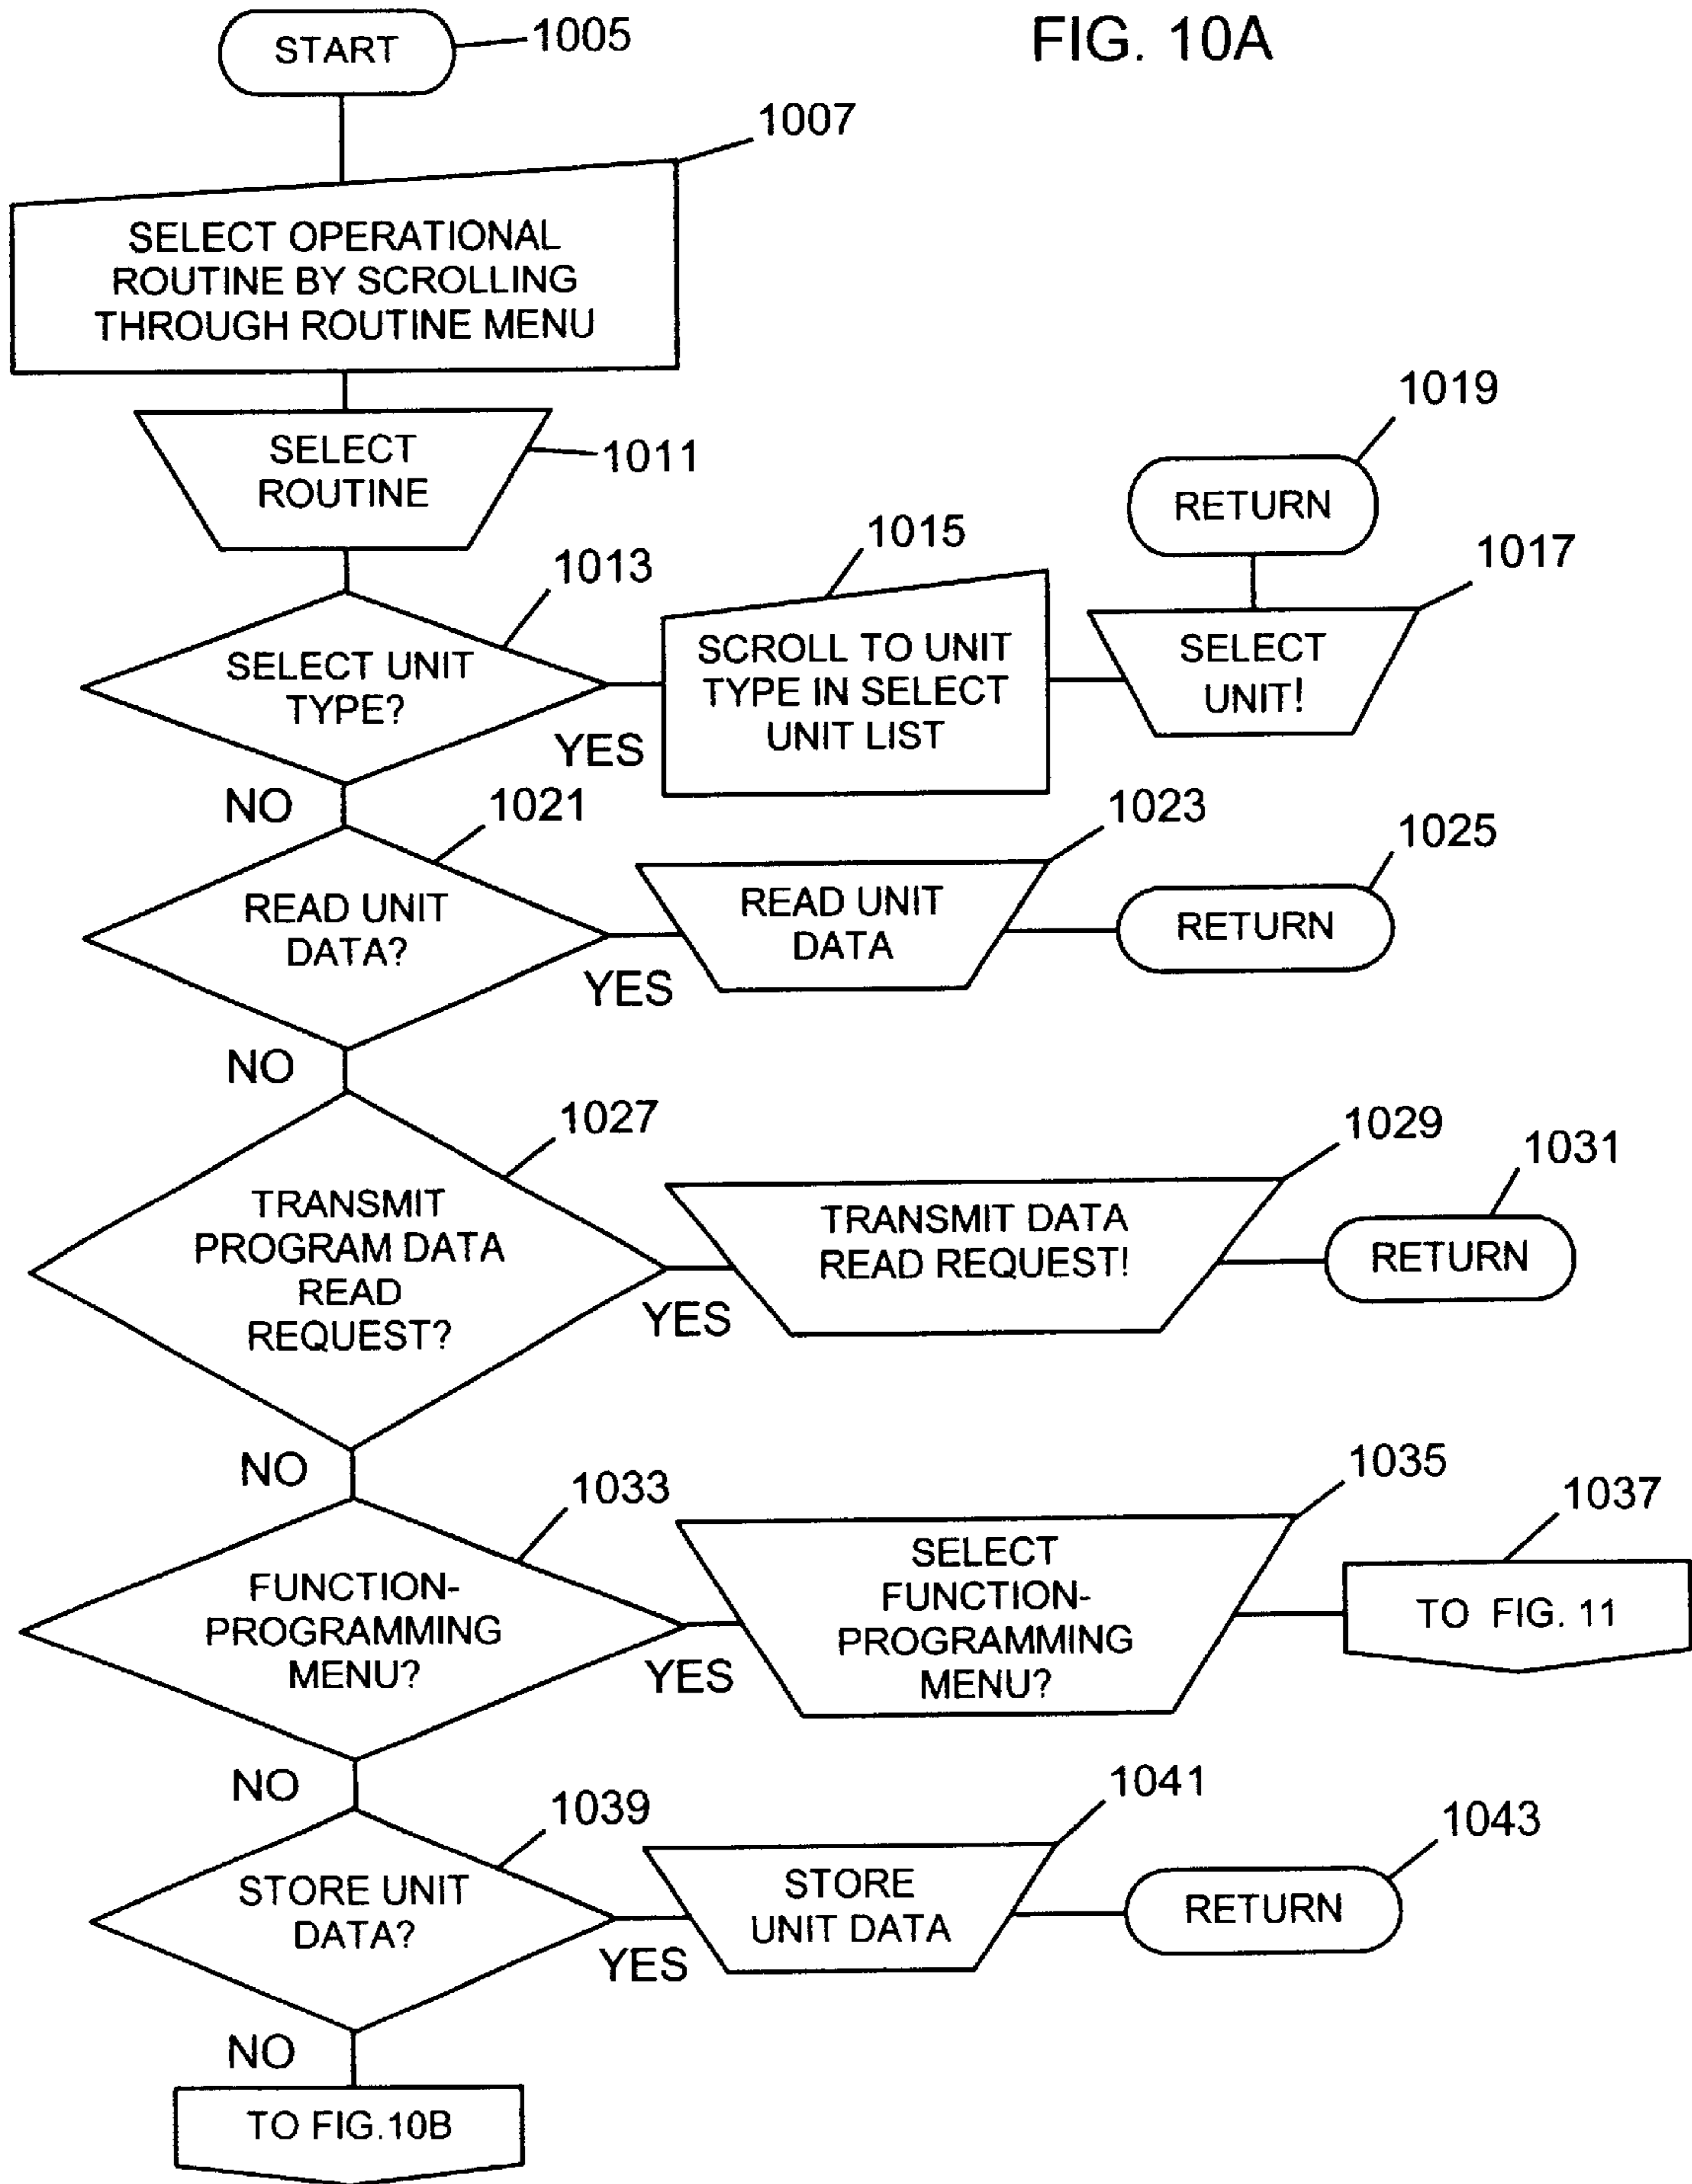 FIG. 10A
START
1005
1007
SELECT OPERATIONAL
ROUTINE BY SCROLLING
THROUGH ROUTINE MENU
SELECT
ROUTINE
1011
1019
RETURN
1013
SELECT UNIT
TYPE?
YES
1015
SCROLL TO UNIT
TYPE IN SELECT
UNIT LIST
1017
SELECT
UNIT!
NO
1021
READ UNIT
DATA?
YES
1023
READ UNIT
DATA
1025
RETURN
NO
1027
TRANSMIT
PROGRAM DATA
READ
REQUEST?
YES
1029
TRANSMIT DATA
READ REQUEST!
1031
RETURN
NO
1033
FUNCTION-
PROGRAMMING
MENU?
YES
1035
SELECT
FUNCTION-
PROGRAMMING
MENU?
1037
TO FIG. 11
NO
1039
STORE UNIT
DATA?
YES
1041
STORE
UNIT DATA
1043
RETURN
NO
TO FIG.10B